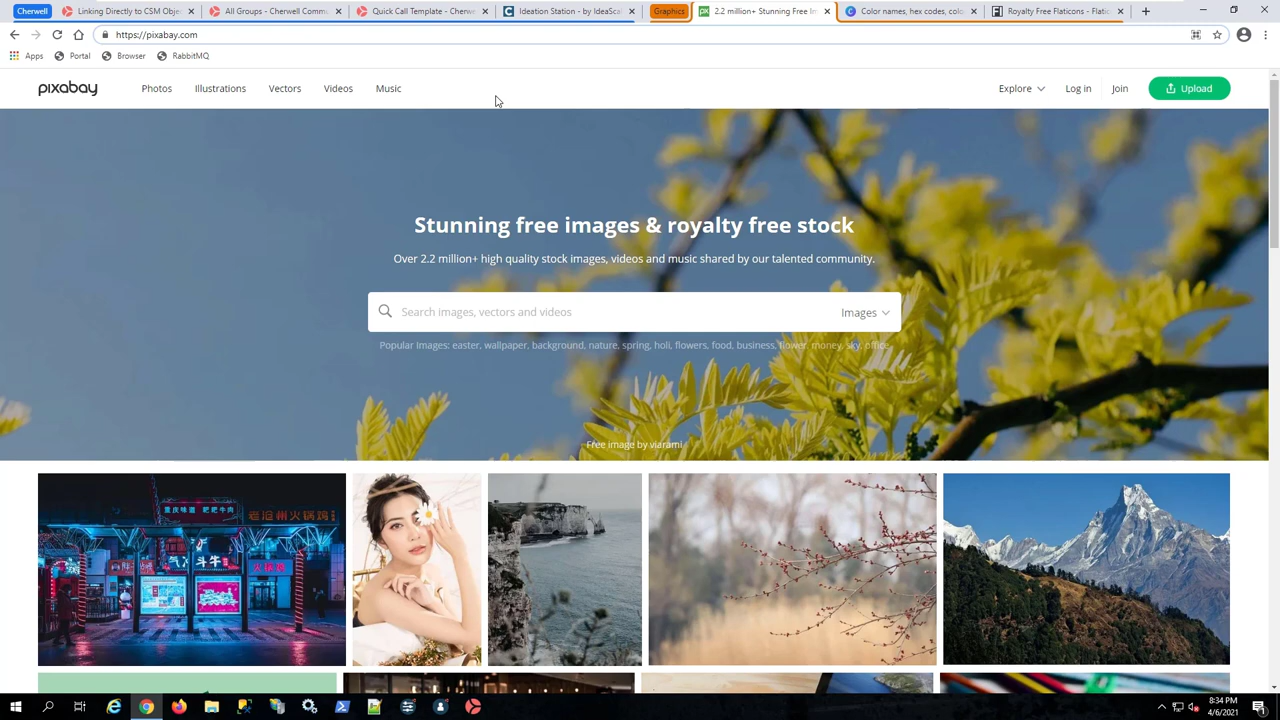 Cherwell
Linking Directly to CSM Obje
All Groups - Cherwell Commu
Quick Call Template - Cherwe
Ideation Station - by IdeaScal
Graphics
2.2 million+ Stunning Free Im
Color names, hex codes, colo
Royalty Free Flaticons - Flatic
https://pixabay.com
Apps
Portal
Browser
RabbitMQ
pixabay
Photos
Illustrations
Vectors
Videos
Music
Explore
Log in
Join
Upload
Stunning free images & royalty free stock
Over 2.2 million+ high quality stock images, videos and music shared by our talented community.
Search images, vectors and videos
Images
Popular Images: easter, wallpaper, background, nature, spring, holi, flowers, food, business, flower, money, sky, office
Free image by viarami
8:34 PM
4/6/2021